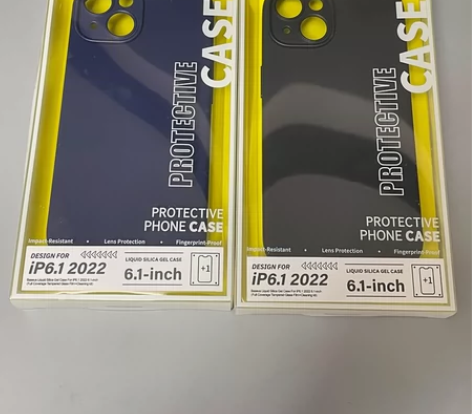 CASE
PROTECTIVE
PROTECTIVE
PHONE CASE
Impact-Resistant • Lens Protection • Fingerprint-Proof
DESIGN FOR
iP6.1 2022
LIQUID SILICA GEL CASE
6.1-inch
+1
CASE
PROTECTIVE
PROTECTIVE
PHONE CASE
Impact-Resistant • Lens Protection • Fingerprint-Proof
DESIGN FOR
iP6.1 2022
LIQUID SILICA GEL CASE
6.1-inch
+1